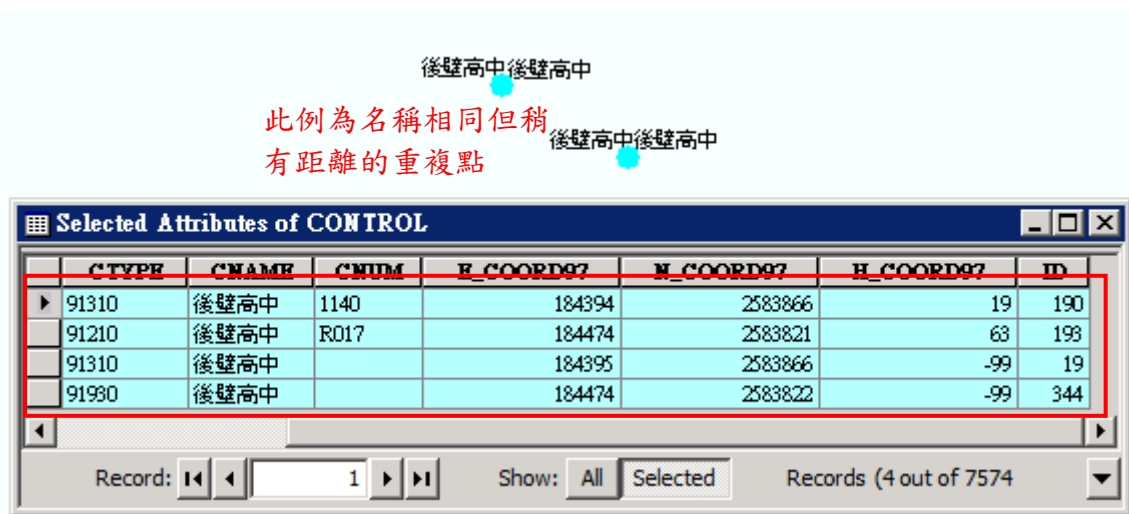 後壁高中後壁高中
此例為名稱相同但稍
有距離的重複點
後壁高中後壁高中
Selected Attributes of CONTROL
CTYPE CNAME CNUM E_COORD97 N_COORD97 H_COORD97 ID
91310 後壁高中 1140 184394 2583866 19 190
91210 後壁高中 R017 184474 2583821 63 193
91310 後壁高中 184395 2583866 -99 19
91930 後壁高中 184474 2583822 -99 344
Record: 1 Show: All Selected Records (4 out of 7574